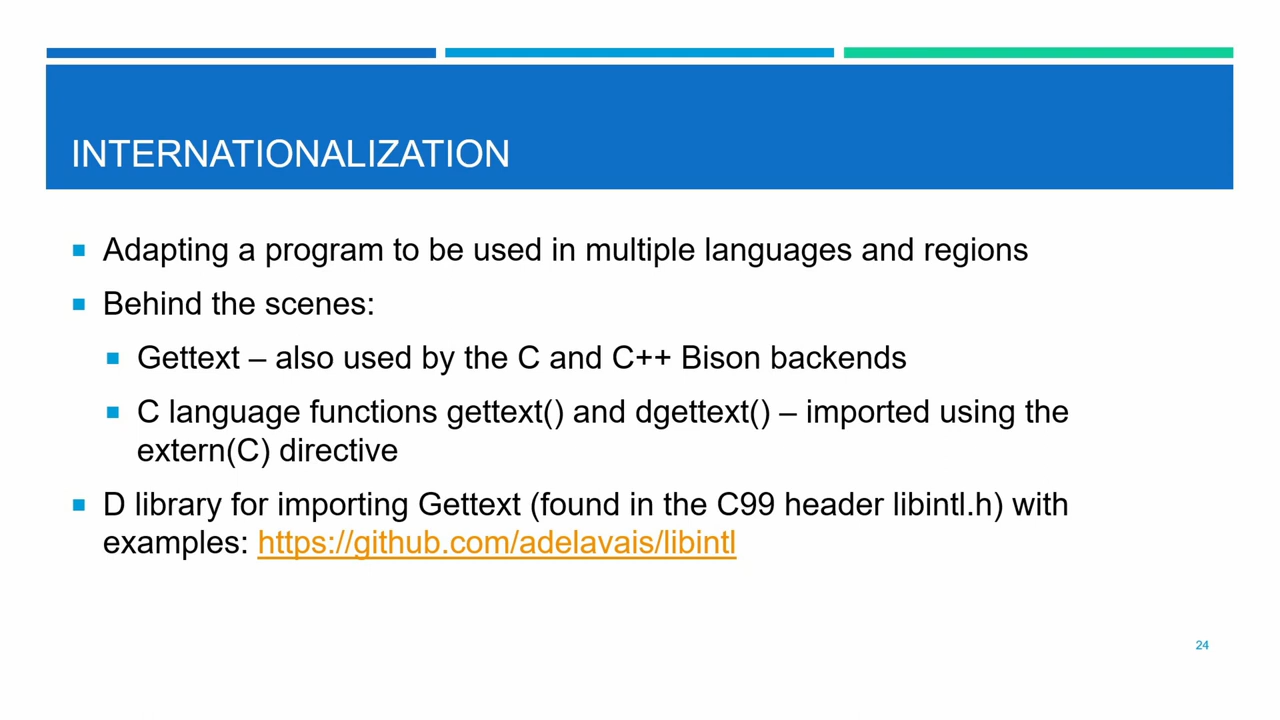 INTERNATIONALIZATION
Adapting a program to be used in multiple languages and regions
Behind the scenes:
Gettext – also used by the C and C++ Bison backends
C language functions gettext() and dgettext() – imported using the
extern(C) directive
D library for importing Gettext (found in the C99 header libintl.h) with
examples: https://github.com/adelavais/libintl
24